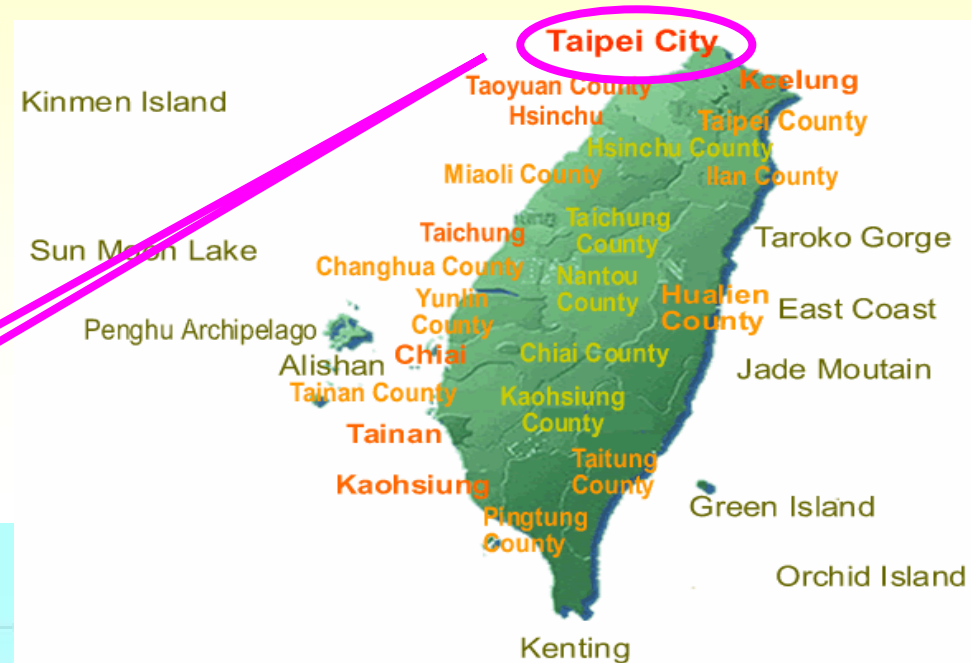 Taipei City
Taoyuan County
Keelung
Kinmen Island
Hsinchu
Taipei County
Hsinchu County
Miaoli County
Ilan County
Taichung
Taichung
County
Sun Moon Lake
Taroko Gorge
Changhua County
Nantou
County
Yunlin
County
Hualien
County
East Coast
Penghu Archipelago
Chiai
Chiai County
Alishan
Jade Moutain
Tainan County
Kaohsiung
County
Tainan
Taitung
County
Kaohsiung
Green Island
Pingtung
County
Orchid Island
Kenting